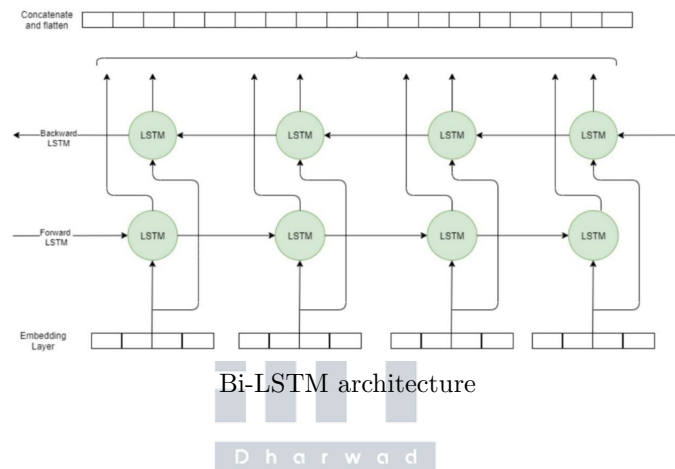 Concatenate
and flatten
LSTM LSTM LSTM LSTM
Backward
LSTM
LSTM LSTM LSTM LSTM
Forward
LSTM
Embedding
Layer
Bi-LSTM architecture
Dharwad